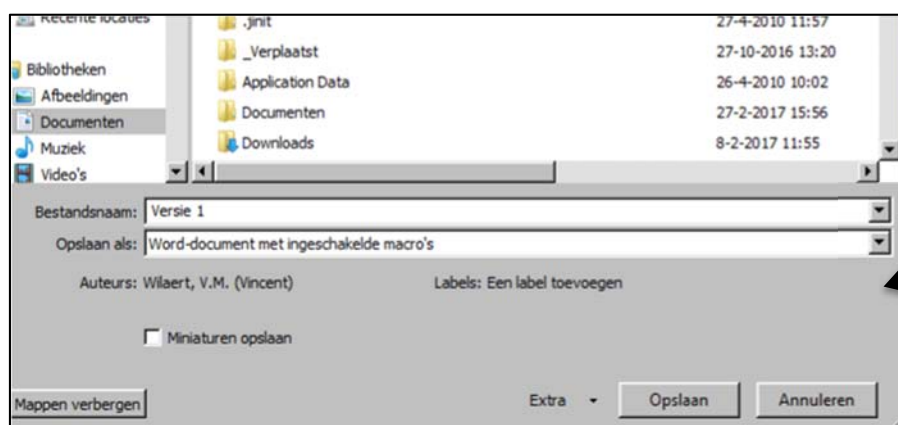 Recente locaties
.jinit 27-4-2010 11:57
_Verplaatst 27-10-2016 13:20
Bibliotheken
Application Data 26-4-2010 10:02
Afbeeldingen
Documenten 27-2-2017 15:56
Documenten
Muziek
Downloads 8-2-2017 11:55
Video's
Bestandsnaam: Versie 1
Opslaan als: Word-document met ingeschakelde macro's
Auteurs: Wilaert, V.M. (Vincent) Labels: Een label toevoegen
Miniaturen opslaan
Mappen verbergen Extra Opslaan Annuleren